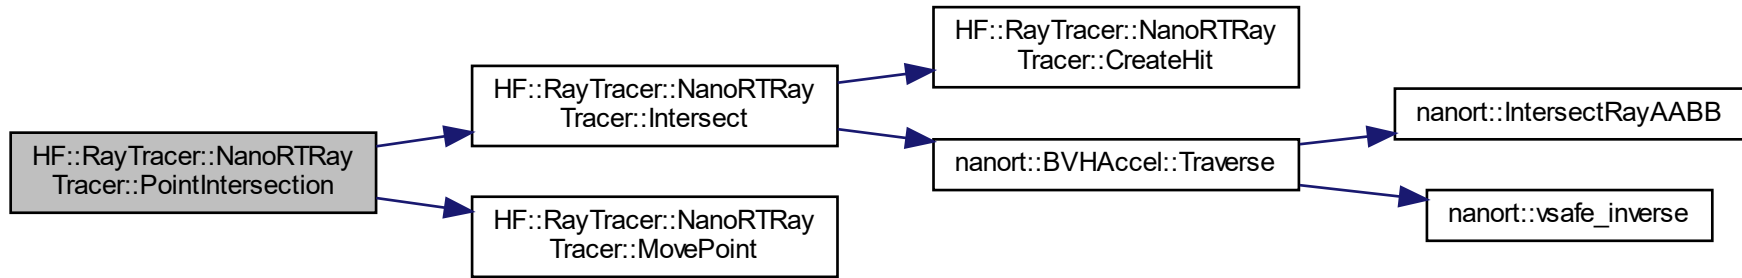 HF::RayTracer::NanoRTRay
Tracer::PointIntersection
HF::RayTracer::NanoRTRay
Tracer::Intersect
HF::RayTracer::NanoRTRay
Tracer::MovePoint
HF::RayTracer::NanoRTRay
Tracer::CreateHit
nanort::BVHAccel::Traverse
nanort::IntersectRayAABB
nanort::vsafe_inverse